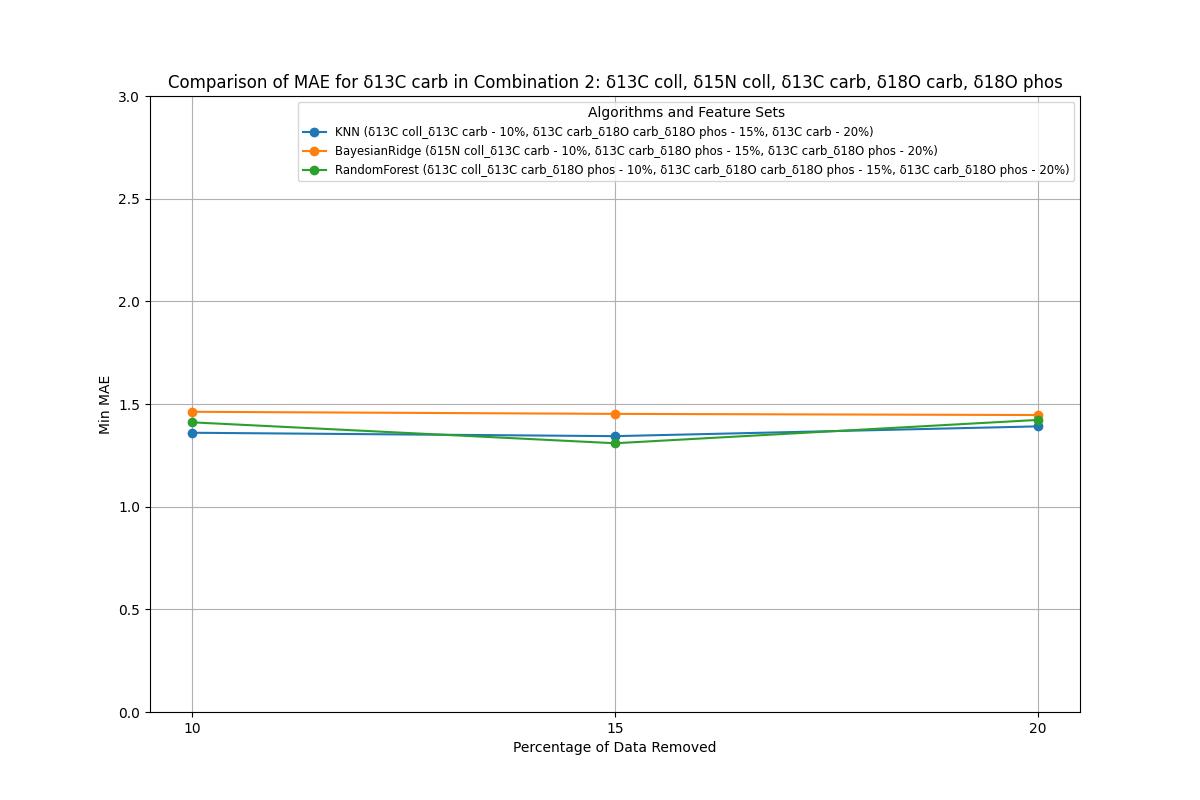 Comparison of MAE for δ13C carb in Combination 2: δ13C coll, δ15N coll, δ13C carb, δ18O carb, δ18O phos
Algorithms and Feature Sets
KNN (δ13C coll_δ13C carb - 10%, δ13C carb_δ18O carb_δ18O phos - 15%, δ13C carb - 20%)
BayesianRidge (δ15N coll_δ13C carb - 10%, δ13C carb_δ18O phos - 15%, δ13C carb_δ18O phos - 20%)
RandomForest (δ13C coll_δ13C carb_δ18O phos - 10%, δ13C carb_δ18O carb_δ18O phos - 15%, δ13C carb_δ18O phos - 20%)
3.0
2.5
2.0
1.5
1.0
0.5
0.0
Min MAE
10
15
20
Percentage of Data Removed